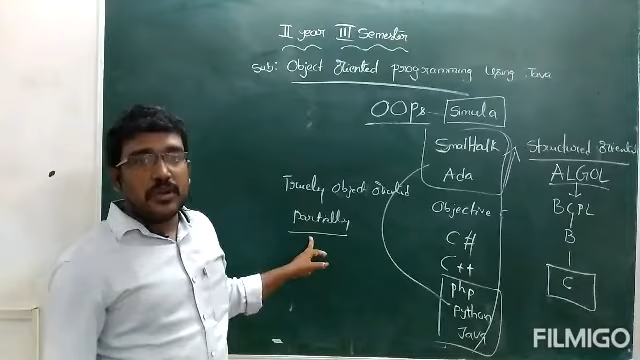 II year III Semester
Sub: Object Oriented programming using Java
OOPs Simula
Smalltalk
Ada
Objective
C#
C++
php
Python
Java
Truely Object Oriented
Partially
Structured Oriented
ALGOL
BCPL
B
C
FILMIGO